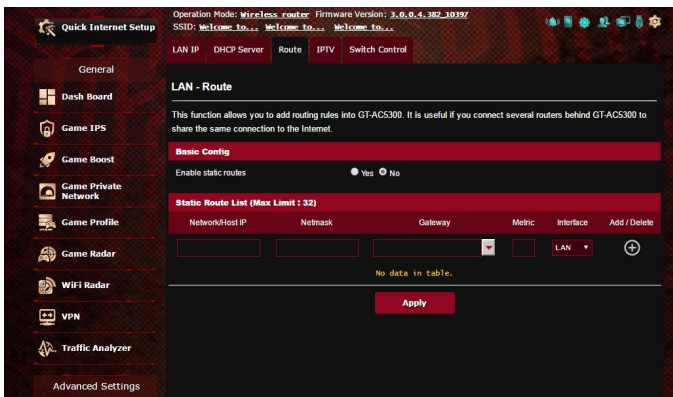 Quick Internet Setup
General
Dash Board
Game IPS
Game Boost
Game Private
Network
Game Profile
Game Radar
WiFi Radar
VPN
Traffic Analyzer
Advanced Settings
Operation Mode: Wireless router Firmware Version: 3.0.0.4.382_10397
SSID: Welcome to... Welcome to... Welcome to...
LAN IP DHCP Server Route IPTV Switch Control
LAN - Route
This function allows you to add routing rules into GT-AC5300. It is useful if you connect several routers behind GT-AC5300 to
share the same connection to the Internet.
Basic Config
Enable static routes Yes No
Static Route List (Max Limit : 32)
Network/Host IP Netmask Gateway Metric Interface Add / Delete
LAN
No data in table.
Apply